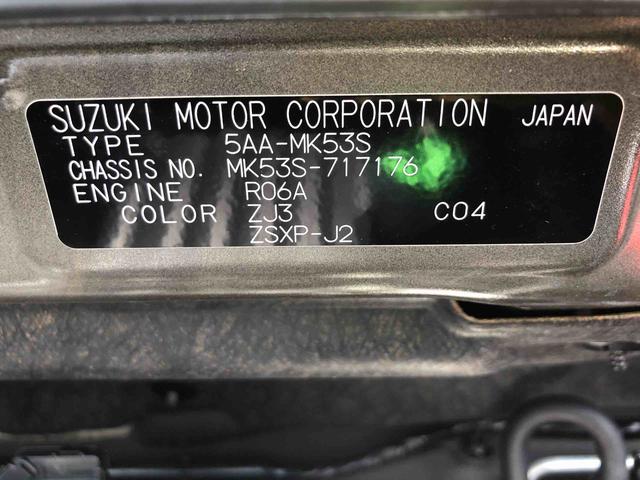 SUZUKI MOTOR CORPORATION JAPAN
TYPE 5AA-MK53S
CHASSIS NO. MK53S-717176
ENGINE R06A
COLOR ZJ3 C04
ZSXP-J2